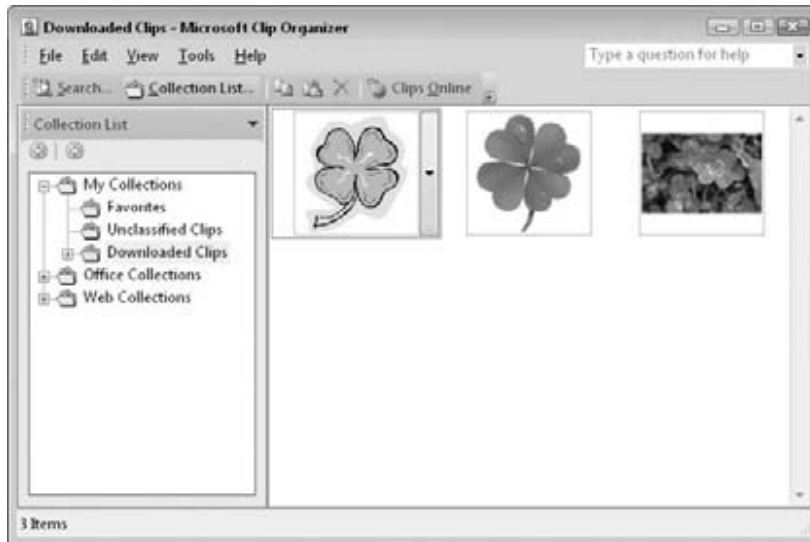 Downloaded Clips - Microsoft Clip Organizer
File Edit View Tools Help
Type a question for help
Search... Collection List... Clips Online
Collection List
My Collections
Favorites
Unclassified Clips
Downloaded Clips
Office Collections
Web Collections
3 Items